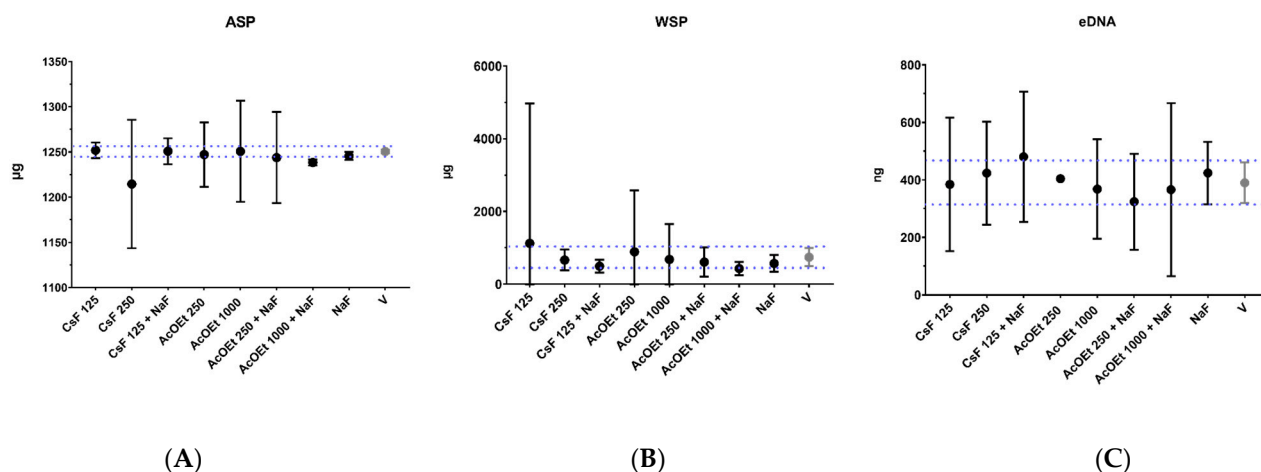 ASP
1350
1300
1250
1200
1150
1100
µg
CsF 125
CsF 250
CsF 125 + NaF
AcOEt 250
AcOEt 1000
AcOEt 250 + NaF
AcOEt 1000 + NaF
NaF
V
(A)
WSP
6000
4000
2000
0
µg
CsF 125
CsF 250
CsF 125 + NaF
AcOEt 250
AcOEt 1000
AcOEt 250 + NaF
AcOEt 1000 + NaF
NaF
V
(B)
eDNA
800
600
400
200
0
ng
CsF 125
CsF 250
CsF 125 + NaF
AcOEt 250
AcOEt 1000
AcOEt 250 + NaF
AcOEt 1000 + NaF
NaF
V
(C)